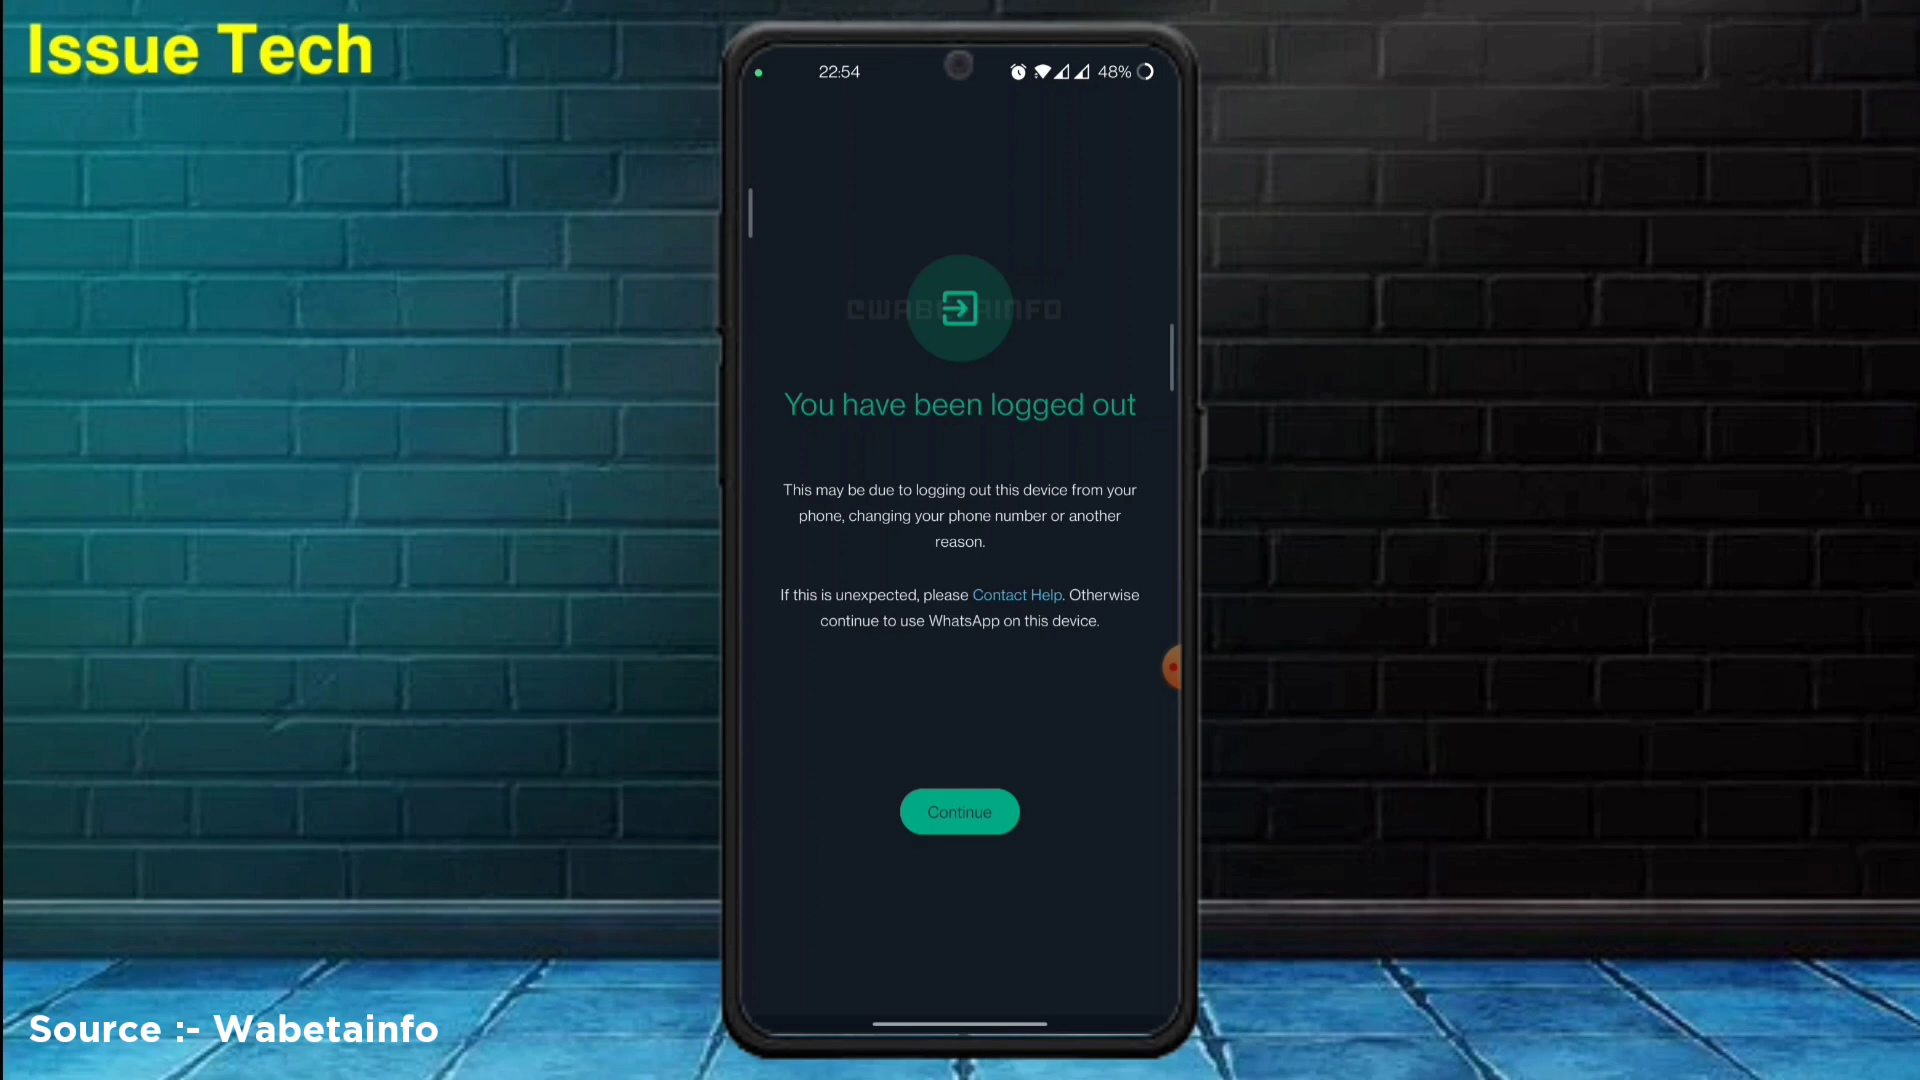 Issue Tech
22:54
48%
@WABETAINFO
You have been logged out
This may be due to logging out this device from your
phone, changing your phone number or another
reason.
If this is unexpected, please Contact Help. Otherwise
continue to use WhatsApp on this device.
Continue
Source :- Wabetainfo